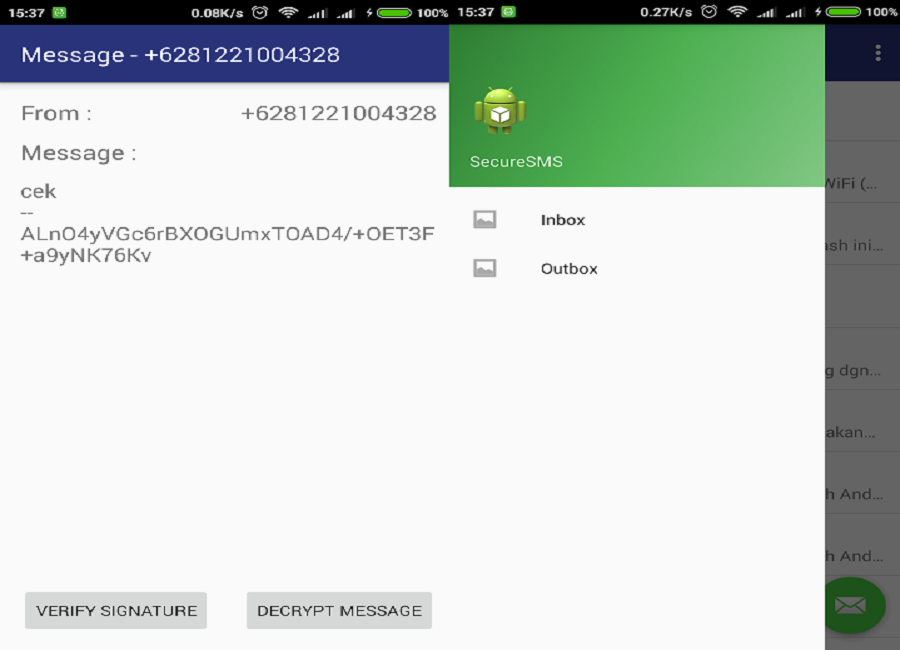 15:37 0.08K/s 100%
Message - +6281221004328
From : +6281221004328
Message :
cek
--
ALnO4yVGc6rBXOGUmxTOAD4/+OET3F
+a9yNK76Kv
VERIFY SIGNATURE DECRYPT MESSAGE
15:37 0.27K/s 100%
SecureSMS
Inbox
Outbox
WiFi (...
ash ini...
g dgn...
akan...
h And...
h And...